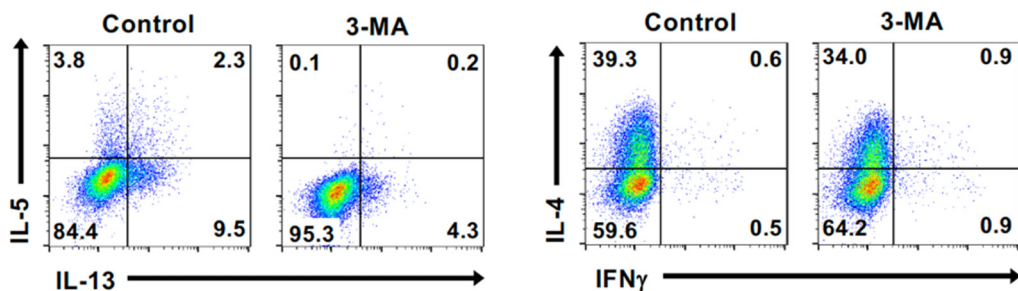 Control 3-MA
3.8 2.3 0.1 0.2
84.4 9.5 95.3 4.3
IL-5
IL-13
Control 3-MA
39.3 0.6 34.0 0.9
59.6 0.5 64.2 0.9
IL-4
IFNγ